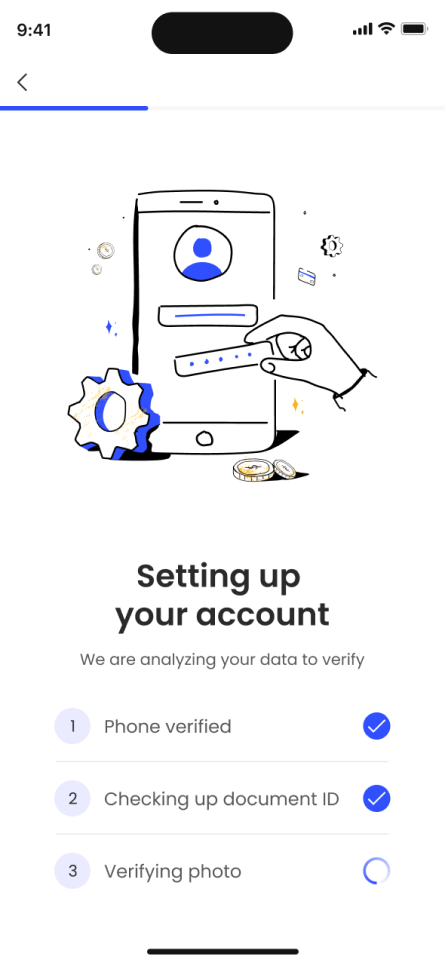 9:41
Setting up
your account
We are analyzing your data to verify
1 Phone verified
2 Checking up document ID
3 Verifying photo